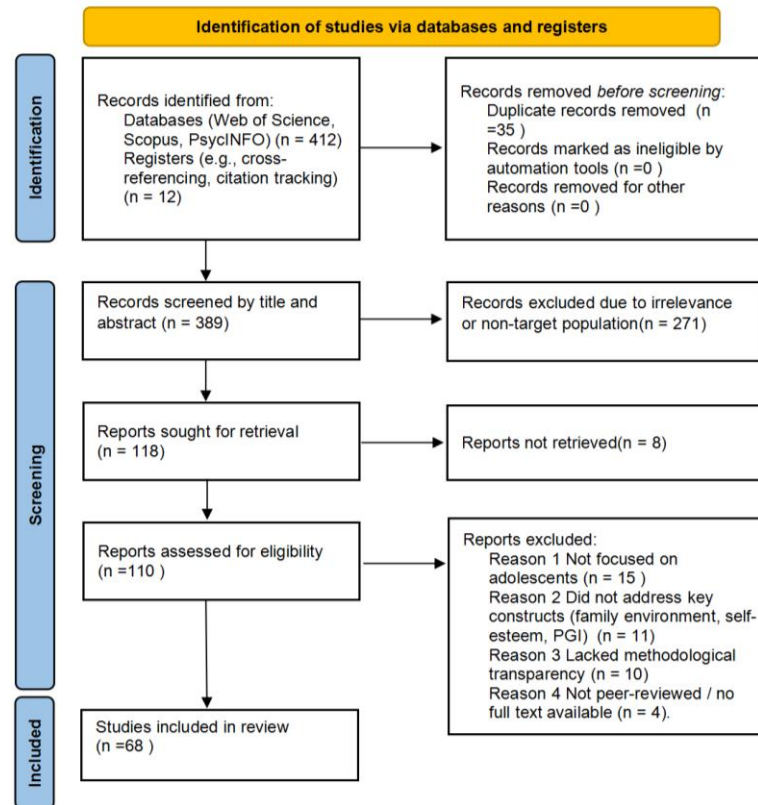 Identification of studies via databases and registers
Identification
Records identified from:
Databases (Web of Science,
Scopus, PsycINFO) (n = 412)
Registers (e.g., cross-
referencing, citation tracking)
(n = 12)
Records removed before screening:
Duplicate records removed (n
=35 )
Records marked as ineligible by
automation tools (n =0 )
Records removed for other
reasons (n =0 )
Screening
Records screened by title and
abstract (n = 389)
Records excluded due to irrelevance
or non-target population(n = 271)
Reports sought for retrieval
(n = 118)
Reports not retrieved(n = 8)
Reports assessed for eligibility
(n =110 )
Reports excluded:
Reason 1 Not focused on
adolescents (n = 15 )
Reason 2 Did not address key
constructs (family environment, self-
esteem, PGI) (n = 11)
Reason 3 Lacked methodological
transparency (n = 10)
Reason 4 Not peer-reviewed / no
full text available (n = 4).
Included
Studies included in review
(n =68 )